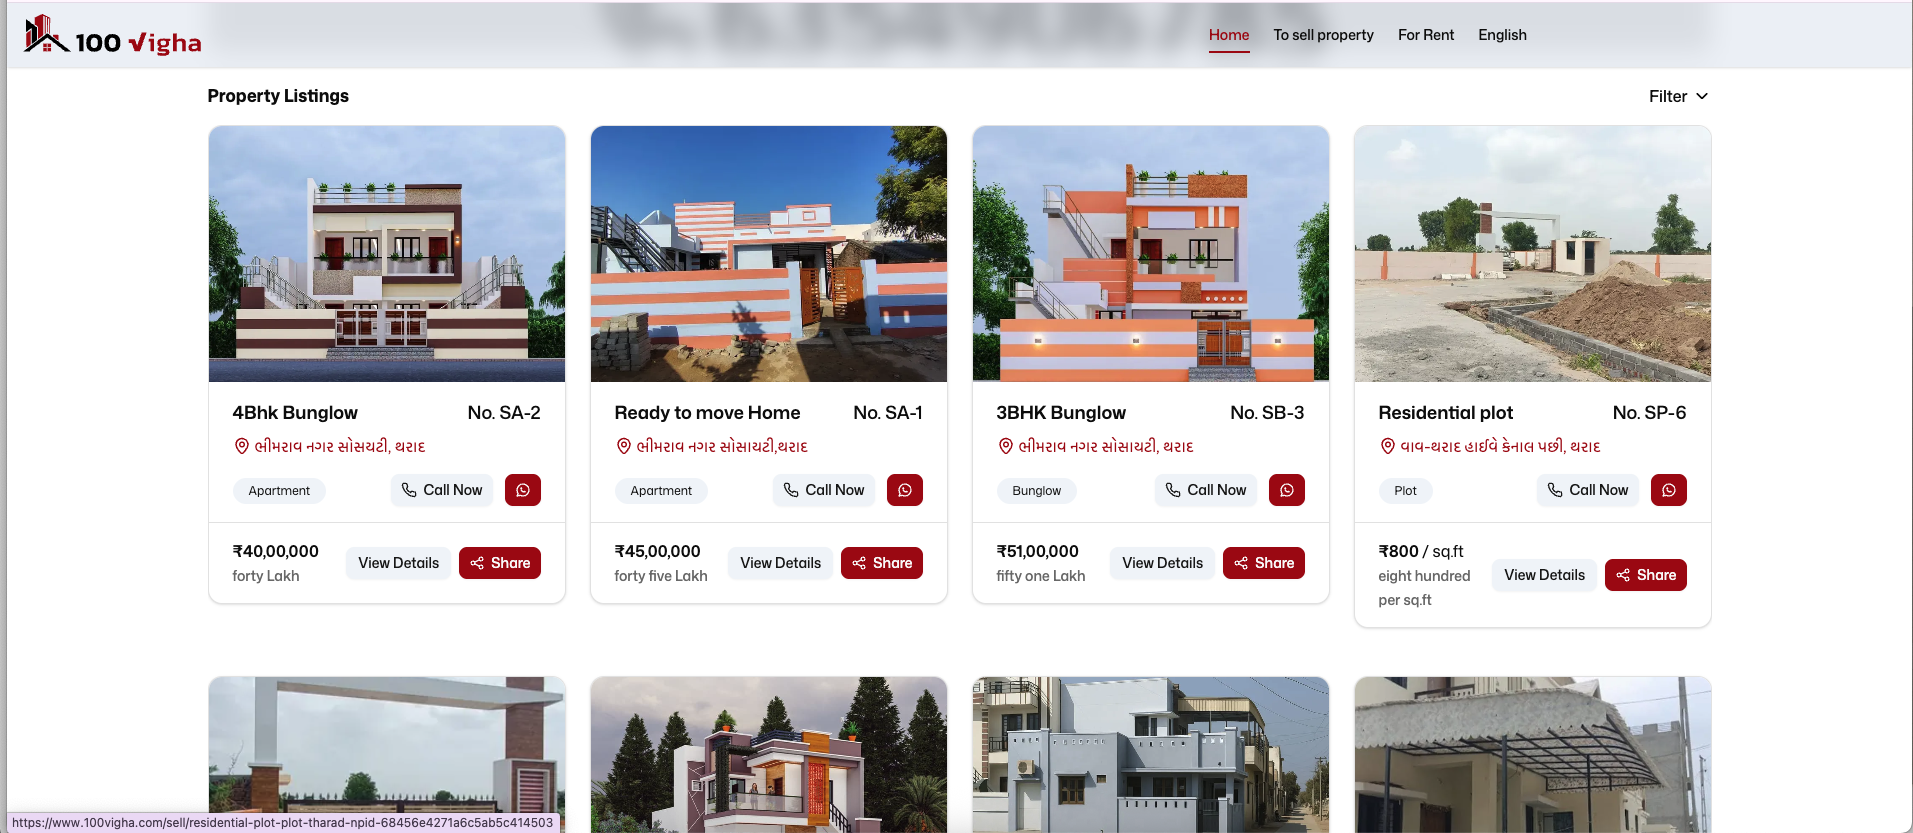 100 Vigha
Home To sell property For Rent English
Property Listings
Filter
4Bhk Bunglow No. SA-2
ભીમરાવ નગર સોસયટી, થરાદ
Apartment Call Now
₹40,00,000
forty Lakh
View Details Share
Ready to move Home No. SA-1
ભીમરાવ નગર સોસાયટી,થરાદ
Apartment Call Now
₹45,00,000
forty five Lakh
View Details Share
3BHK Bunglow No. SB-3
ભીમરાવ નગર સોસાયટી, થરાદ
Bunglow Call Now
₹51,00,000
fifty one Lakh
View Details Share
Residential plot No. SP-6
વાવ-થરાદ હાઈવે કેનાલ પછી, થરાદ
Plot Call Now
₹800 / sq.ft
eight hundred
per sq.ft
View Details Share
https://www.100vigha.com/sell/residential-plot-plot-tharad-npid-68456e4271a6c5ab5c414503